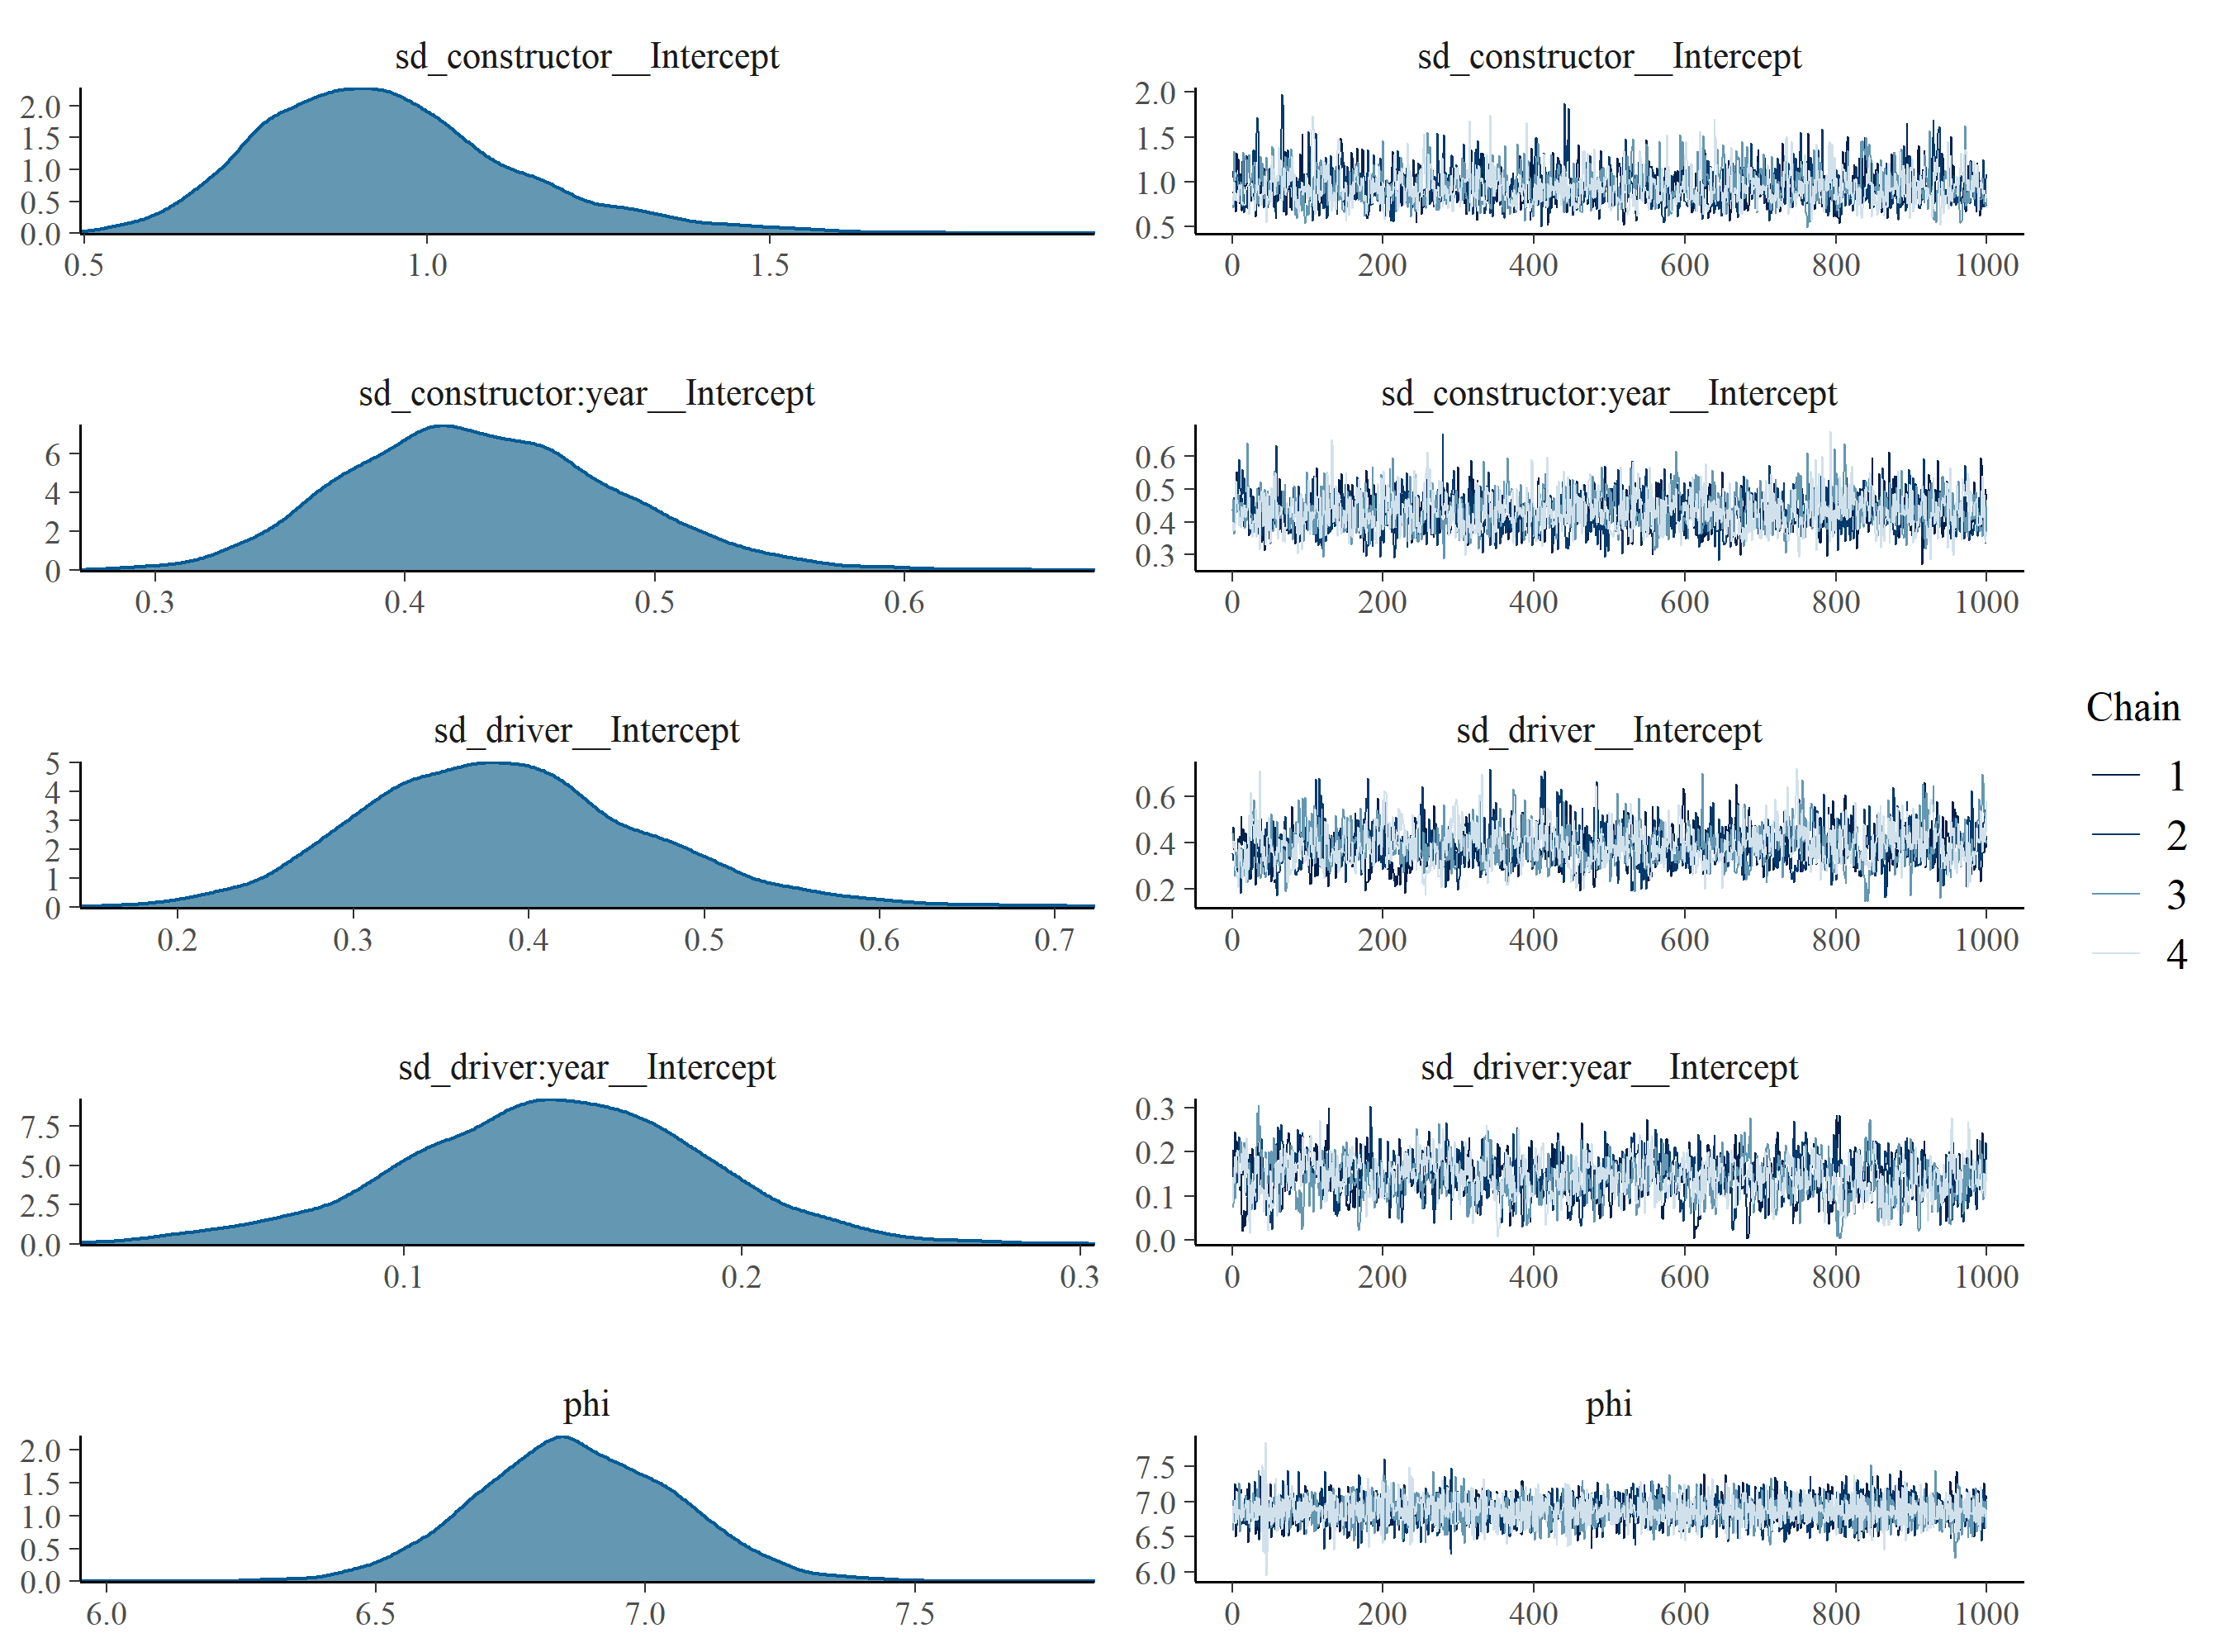 sd_constructor__Intercept
2.0
1.5
1.0
0.5
0.0
0.5 1.0 1.5
sd_constructor__Intercept
2.0
1.5
1.0
0.5
0 200 400 600 800 1000
sd_constructor:year__Intercept
6
4
2
0
0.3 0.4 0.5 0.6
sd_constructor:year__Intercept
0.6
0.5
0.4
0.3
0 200 400 600 800 1000
sd_driver__Intercept
5
4
3
2
1
0
0.2 0.3 0.4 0.5 0.6 0.7
sd_driver__Intercept
0.6
0.4
0.2
0 200 400 600 800 1000
sd_driver:year__Intercept
7.5
5.0
2.5
0.0
0.1 0.2 0.3
sd_driver:year__Intercept
0.3
0.2
0.1
0.0
0 200 400 600 800 1000
phi
2.0
1.5
1.0
0.5
0.0
6.0 6.5 7.0 7.5
phi
7.5
7.0
6.5
6.0
0 200 400 600 800 1000
Chain
1
2
3
4